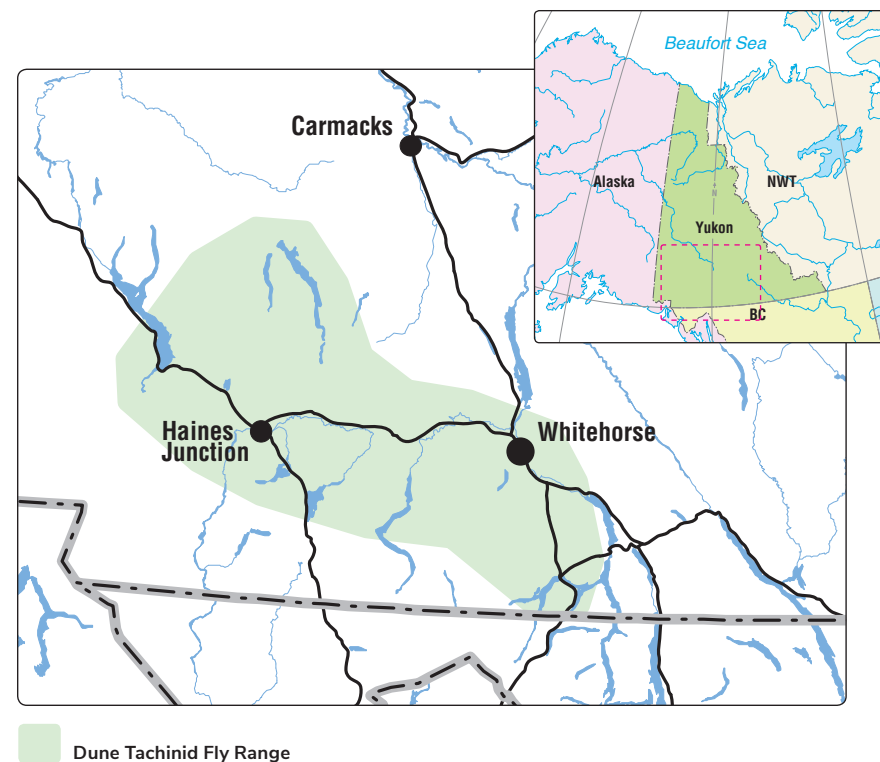 Beaufort Sea
Alaska
NWT
Yukon
BC
N
Carmacks
Haines
Junction
Whitehorse
Dune Tachinid Fly Range